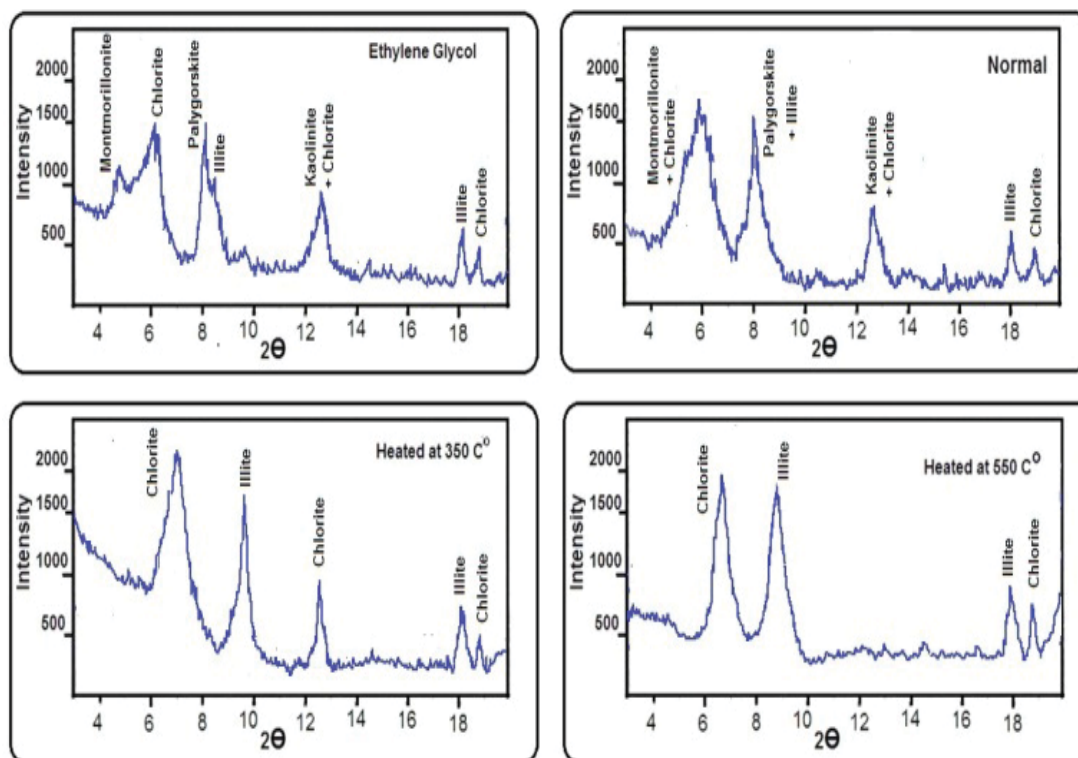 Ethylene Glycol
Intensity
2000
1500
1000
500
Montmorillonite
Chlorite
Palygorskite
Illite
Kaolinite
+ Chlorite
Illite
Chlorite
4 6 8 10 12 14 16 18
2Θ
Normal
Intensity
2000
1500
1000
500
Montmorillonite
+ Chlorite
Palygorskite
+ Illite
Kaolinite
+ Chlorite
Illite
Chlorite
4 6 8 10 12 14 16 18
2Θ
Heated at 350 C°
Intensity
2000
1500
1000
500
Chlorite
Illite
Chlorite
Illite
Chlorite
4 6 8 10 12 14 16 18
2Θ
Heated at 550 C°
Intensity
2000
1500
1000
500
Chlorite
Illite
Illite
Chlorite
4 6 8 10 12 14 16 18
2Θ